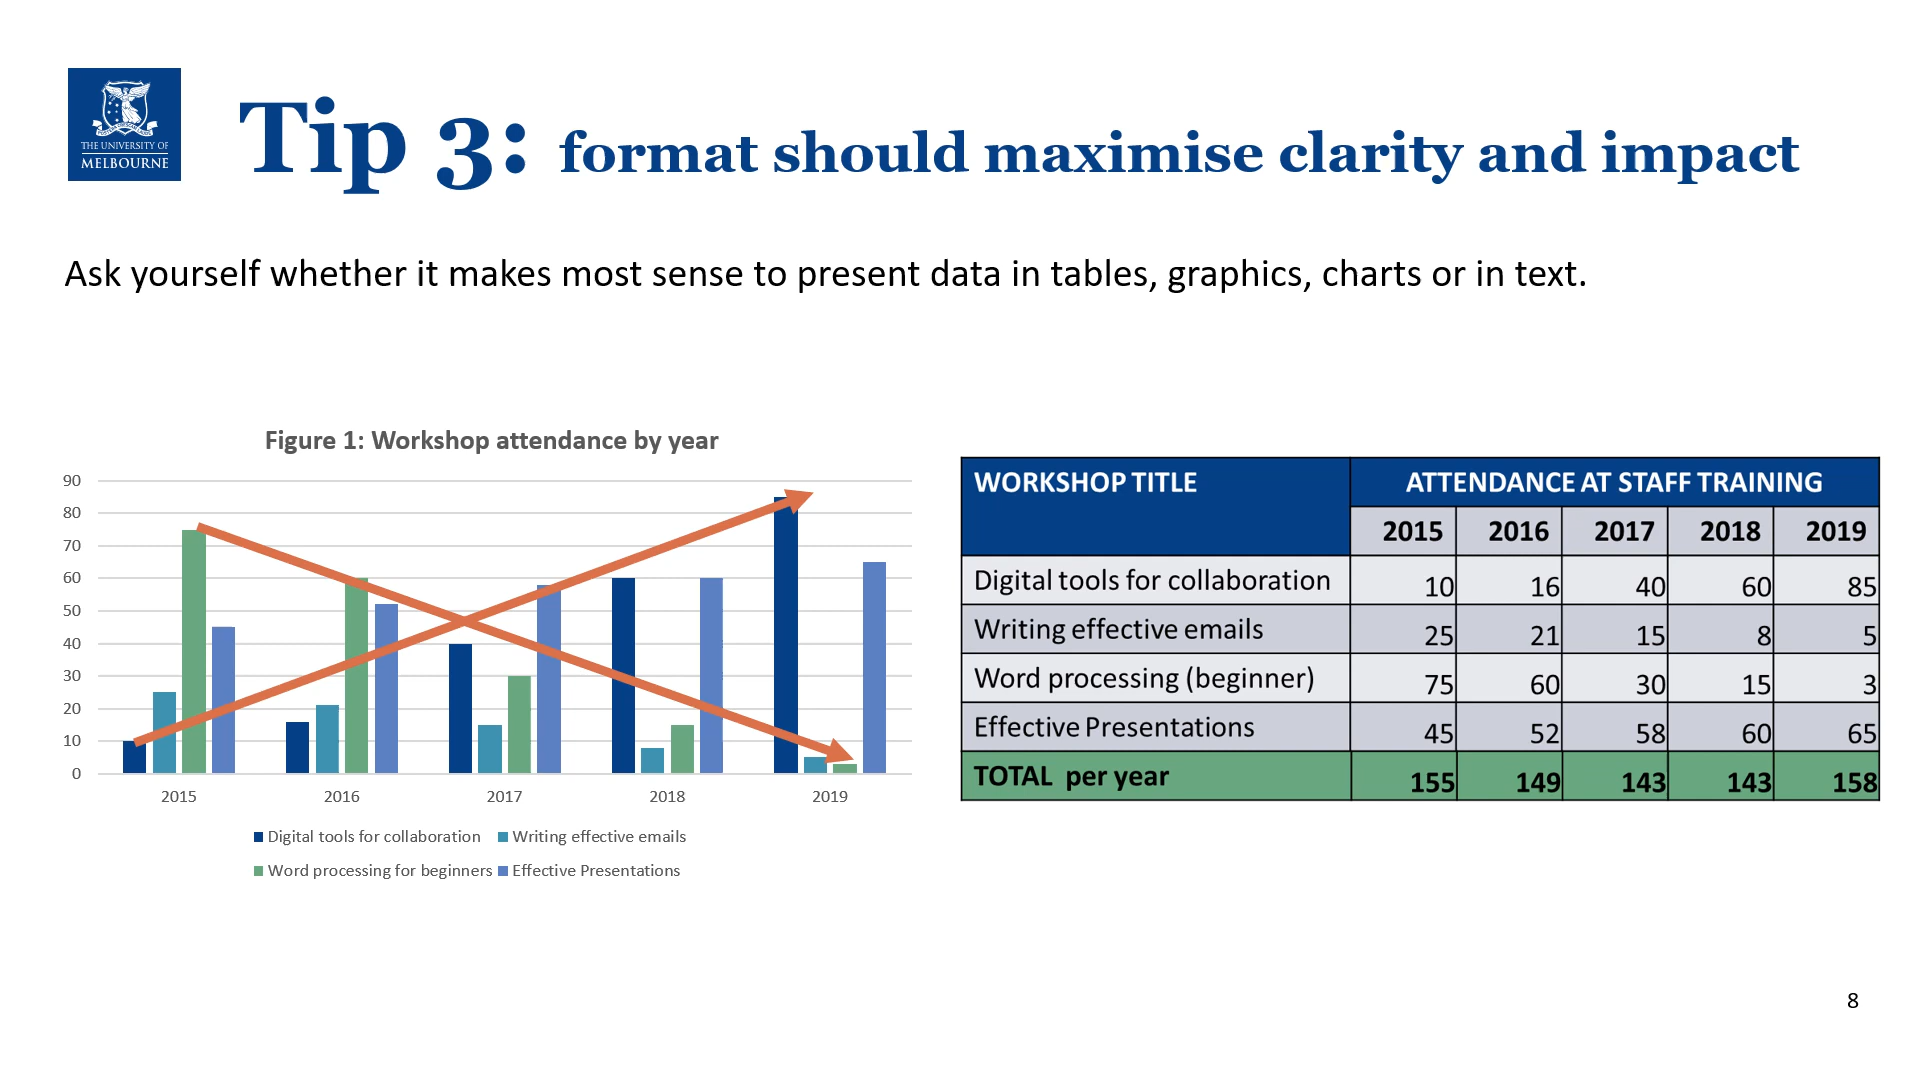 THE UNIVERSITY OF
MELBOURNE
Tip 3: format should maximise clarity and impact
Ask yourself whether it makes most sense to present data in tables, graphics, charts or in text.
Figure 1: Workshop attendance by year
90
80
70
60
50
40
30
20
10
0
2015 2016 2017 2018 2019
Digital tools for collaboration Writing effective emails
Word processing for beginners Effective Presentations
WORKSHOP TITLE ATTENDANCE AT STAFF TRAINING
2015 2016 2017 2018 2019
Digital tools for collaboration 10 16 40 60 85
Writing effective emails 25 21 15 8 5
Word processing (beginner) 75 60 30 15 3
Effective Presentations 45 52 58 60 65
TOTAL per year 155 149 143 143 158
8